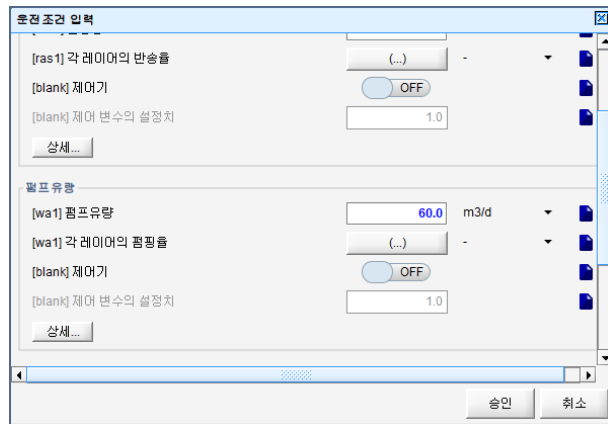 운전조건 입력
[ras1] 각 레이어의 반송율 (...) -
[blank] 제어기 OFF
[blank] 제어 변수의 설정치 1.0
상세...
펌프유량
[wa1] 펌프유량 60.0 m3/d
[wa1] 각 레이어의 펌핑율 (...) -
[blank] 제어기 OFF
[blank] 제어 변수의 설정치 1.0
상세...
승인 취소